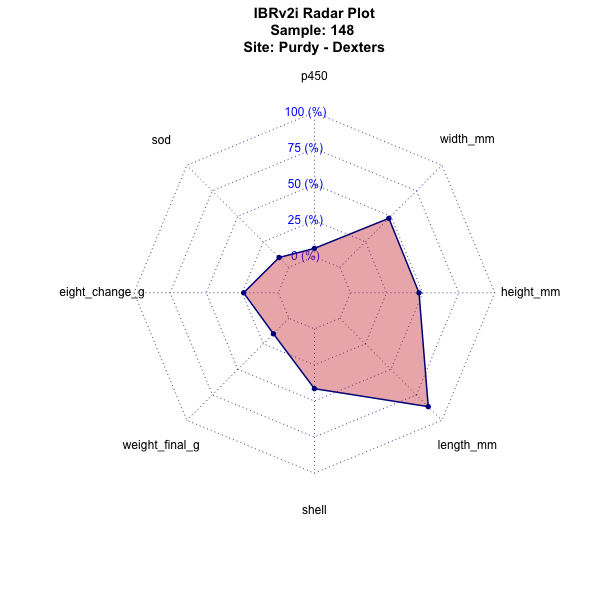 IBRv2i Radar Plot
Sample: 148
Site: Purdy - Dexters
p450
100 (%)
sod
width_mm
75 (%)
50 (%)
25 (%)
0 (%)
eight_change_g
height_mm
weight_final_g
length_mm
shell